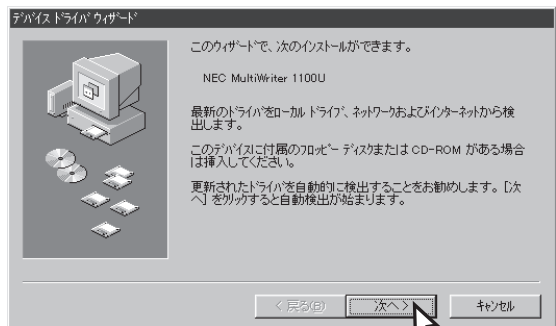 デバイス ドライバ ウィザード
このウィザードで、次のインストールができます。
NEC MultiWriter 1100U
最新のドライバをローカル ドライブ、ネットワークおよびインターネットから検
出します。
このデバイスに付属のフロッピー ディスクまたは CD-ROM がある場合
は挿入してください。
更新されたドライバを自動的に検出することをお勧めします。[次
へ] をクリックすると自動検出が始まります。
< 戻る(B)
次へ >
キャンセル